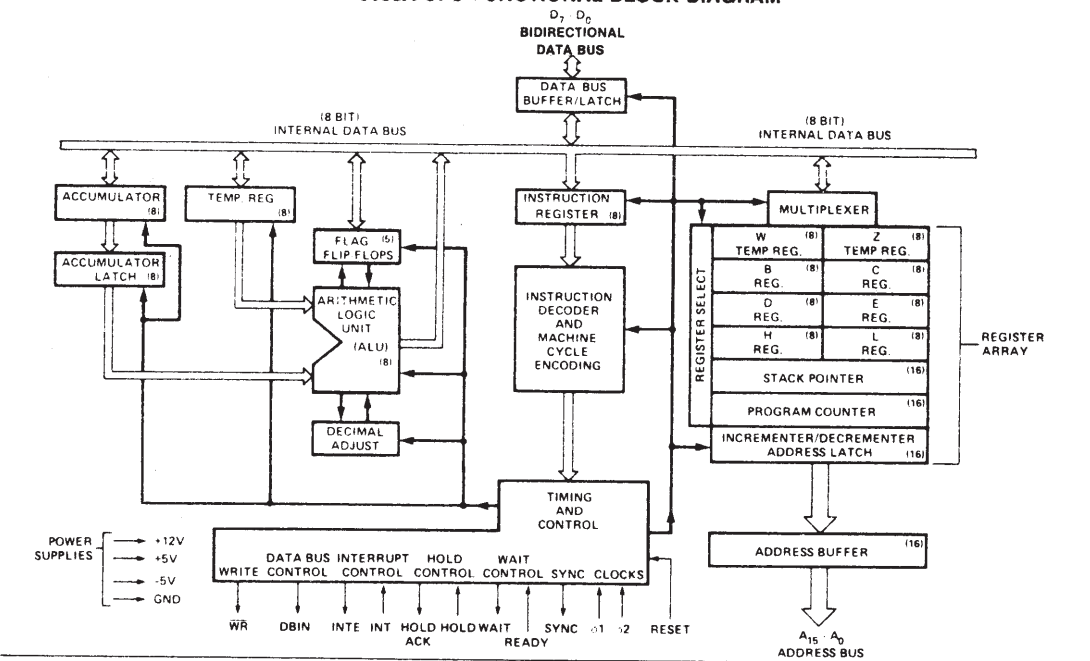 FUNCTIONAL BLOCK DIAGRAM
D7 - D0
BIDIRECTIONAL
DATA BUS
DATA BUS
BUFFER/LATCH
(8 BIT)
INTERNAL DATA BUS
(8 BIT)
INTERNAL DATA BUS
ACCUMULATOR
(8)
TEMP. REG
(8)
INSTRUCTION
REGISTER (8)
MULTIPLEXER
ACCUMULATOR
LATCH (8)
FLAG (5)
FLIP FLOPS
ARITHMETIC
LOGIC
UNIT
(ALU)
(8)
DECIMAL
ADJUST
INSTRUCTION
DECODER
AND
MACHINE
CYCLE
ENCODING
REGISTER SELECT
W (8)
TEMP REG.
Z (8)
TEMP REG.
B (8)
REG.
C (8)
REG.
D (8)
REG.
E (8)
REG.
H (8)
REG.
L (8)
REG.
STACK POINTER (16)
PROGRAM COUNTER (16)
INCREMENTER/DECREMENTER
ADDRESS LATCH (16)
REGISTER
ARRAY
TIMING
AND
CONTROL
WRITE
DATA BUS
CONTROL
INTERRUPT
CONTROL
HOLD
CONTROL
WAIT
CONTROL
SYNC
CLOCKS
ADDRESS BUFFER (16)
POWER
SUPPLIES
+12V
+5V
-5V
GND
WR
DBIN
INTE
INT
HOLD
ACK
HOLD
WAIT
READY
SYNC
φ1
φ2
RESET
A15 - A0
ADDRESS BUS